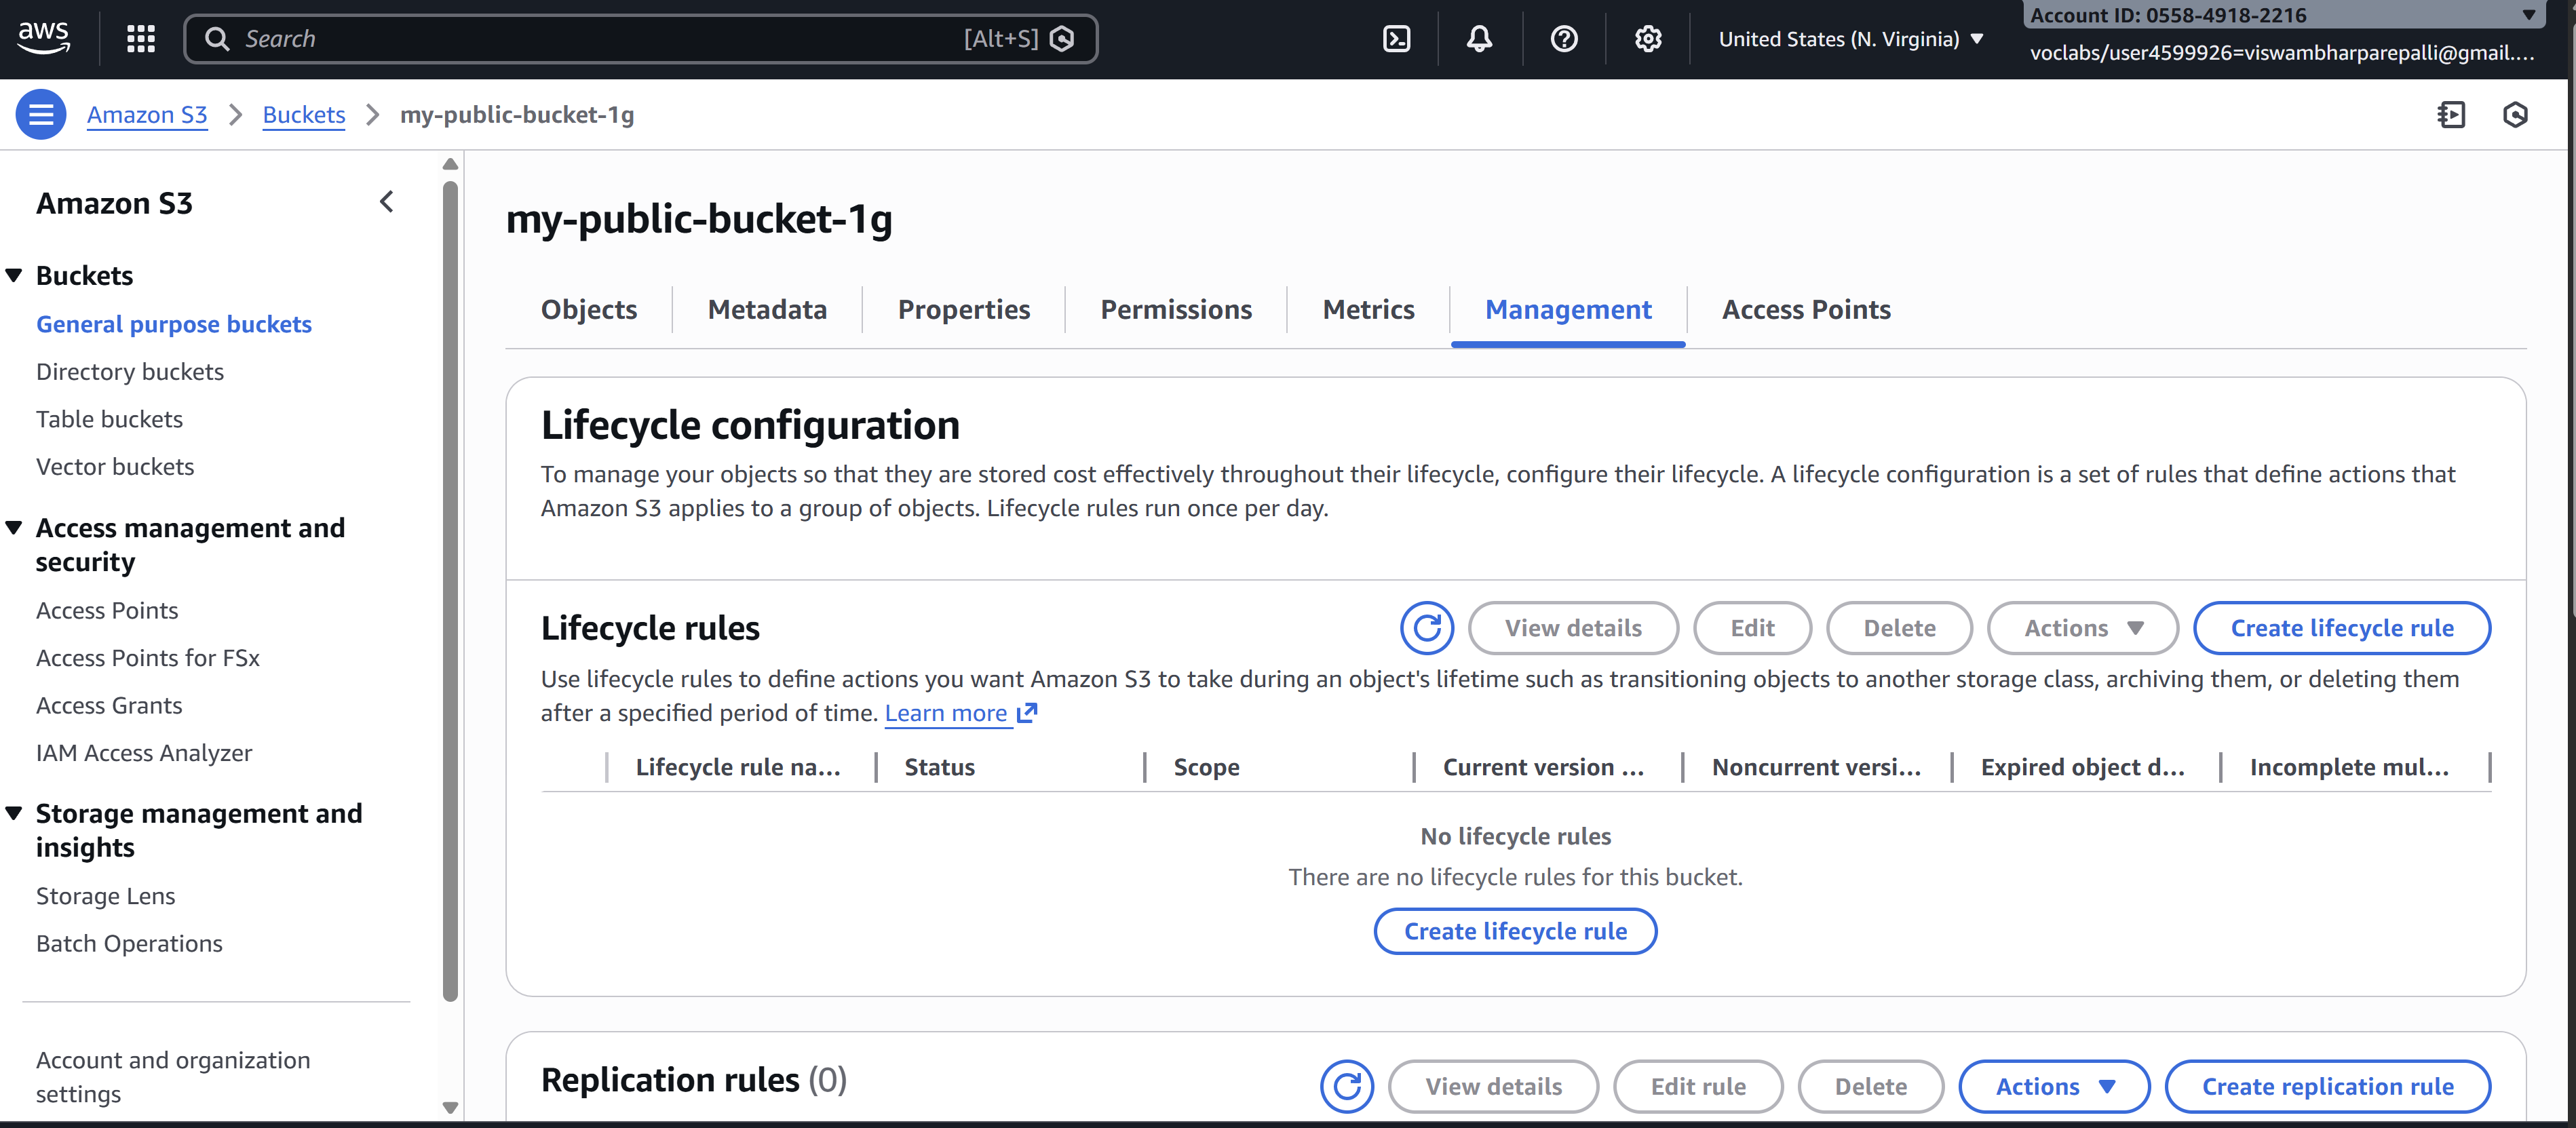 aws
Search [Alt+S]
United States (N. Virginia)
Account ID: 0558-4918-2216
voclabs/user4599926=viswambharparepalli@gmail....
Amazon S3
Buckets
my-public-bucket-1g
Amazon S3
Buckets
General purpose buckets
Directory buckets
Table buckets
Vector buckets
Access management and
security
Access Points
Access Points for FSx
Access Grants
IAM Access Analyzer
Storage management and
insights
Storage Lens
Batch Operations
Account and organization
settings
my-public-bucket-1g
Objects Metadata Properties Permissions Metrics Management Access Points
Lifecycle configuration
To manage your objects so that they are stored cost effectively throughout their lifecycle, configure their lifecycle. A lifecycle configuration is a set of rules that define actions that
Amazon S3 applies to a group of objects. Lifecycle rules run once per day.
Lifecycle rules
View details Edit Delete Actions Create lifecycle rule
Use lifecycle rules to define actions you want Amazon S3 to take during an object's lifetime such as transitioning objects to another storage class, archiving them, or deleting them
after a specified period of time. Learn more
Lifecycle rule na... Status Scope Current version ... Noncurrent versi... Expired object d... Incomplete mul...
No lifecycle rules
There are no lifecycle rules for this bucket.
Create lifecycle rule
Replication rules (0)
View details Edit rule Delete Actions Create replication rule